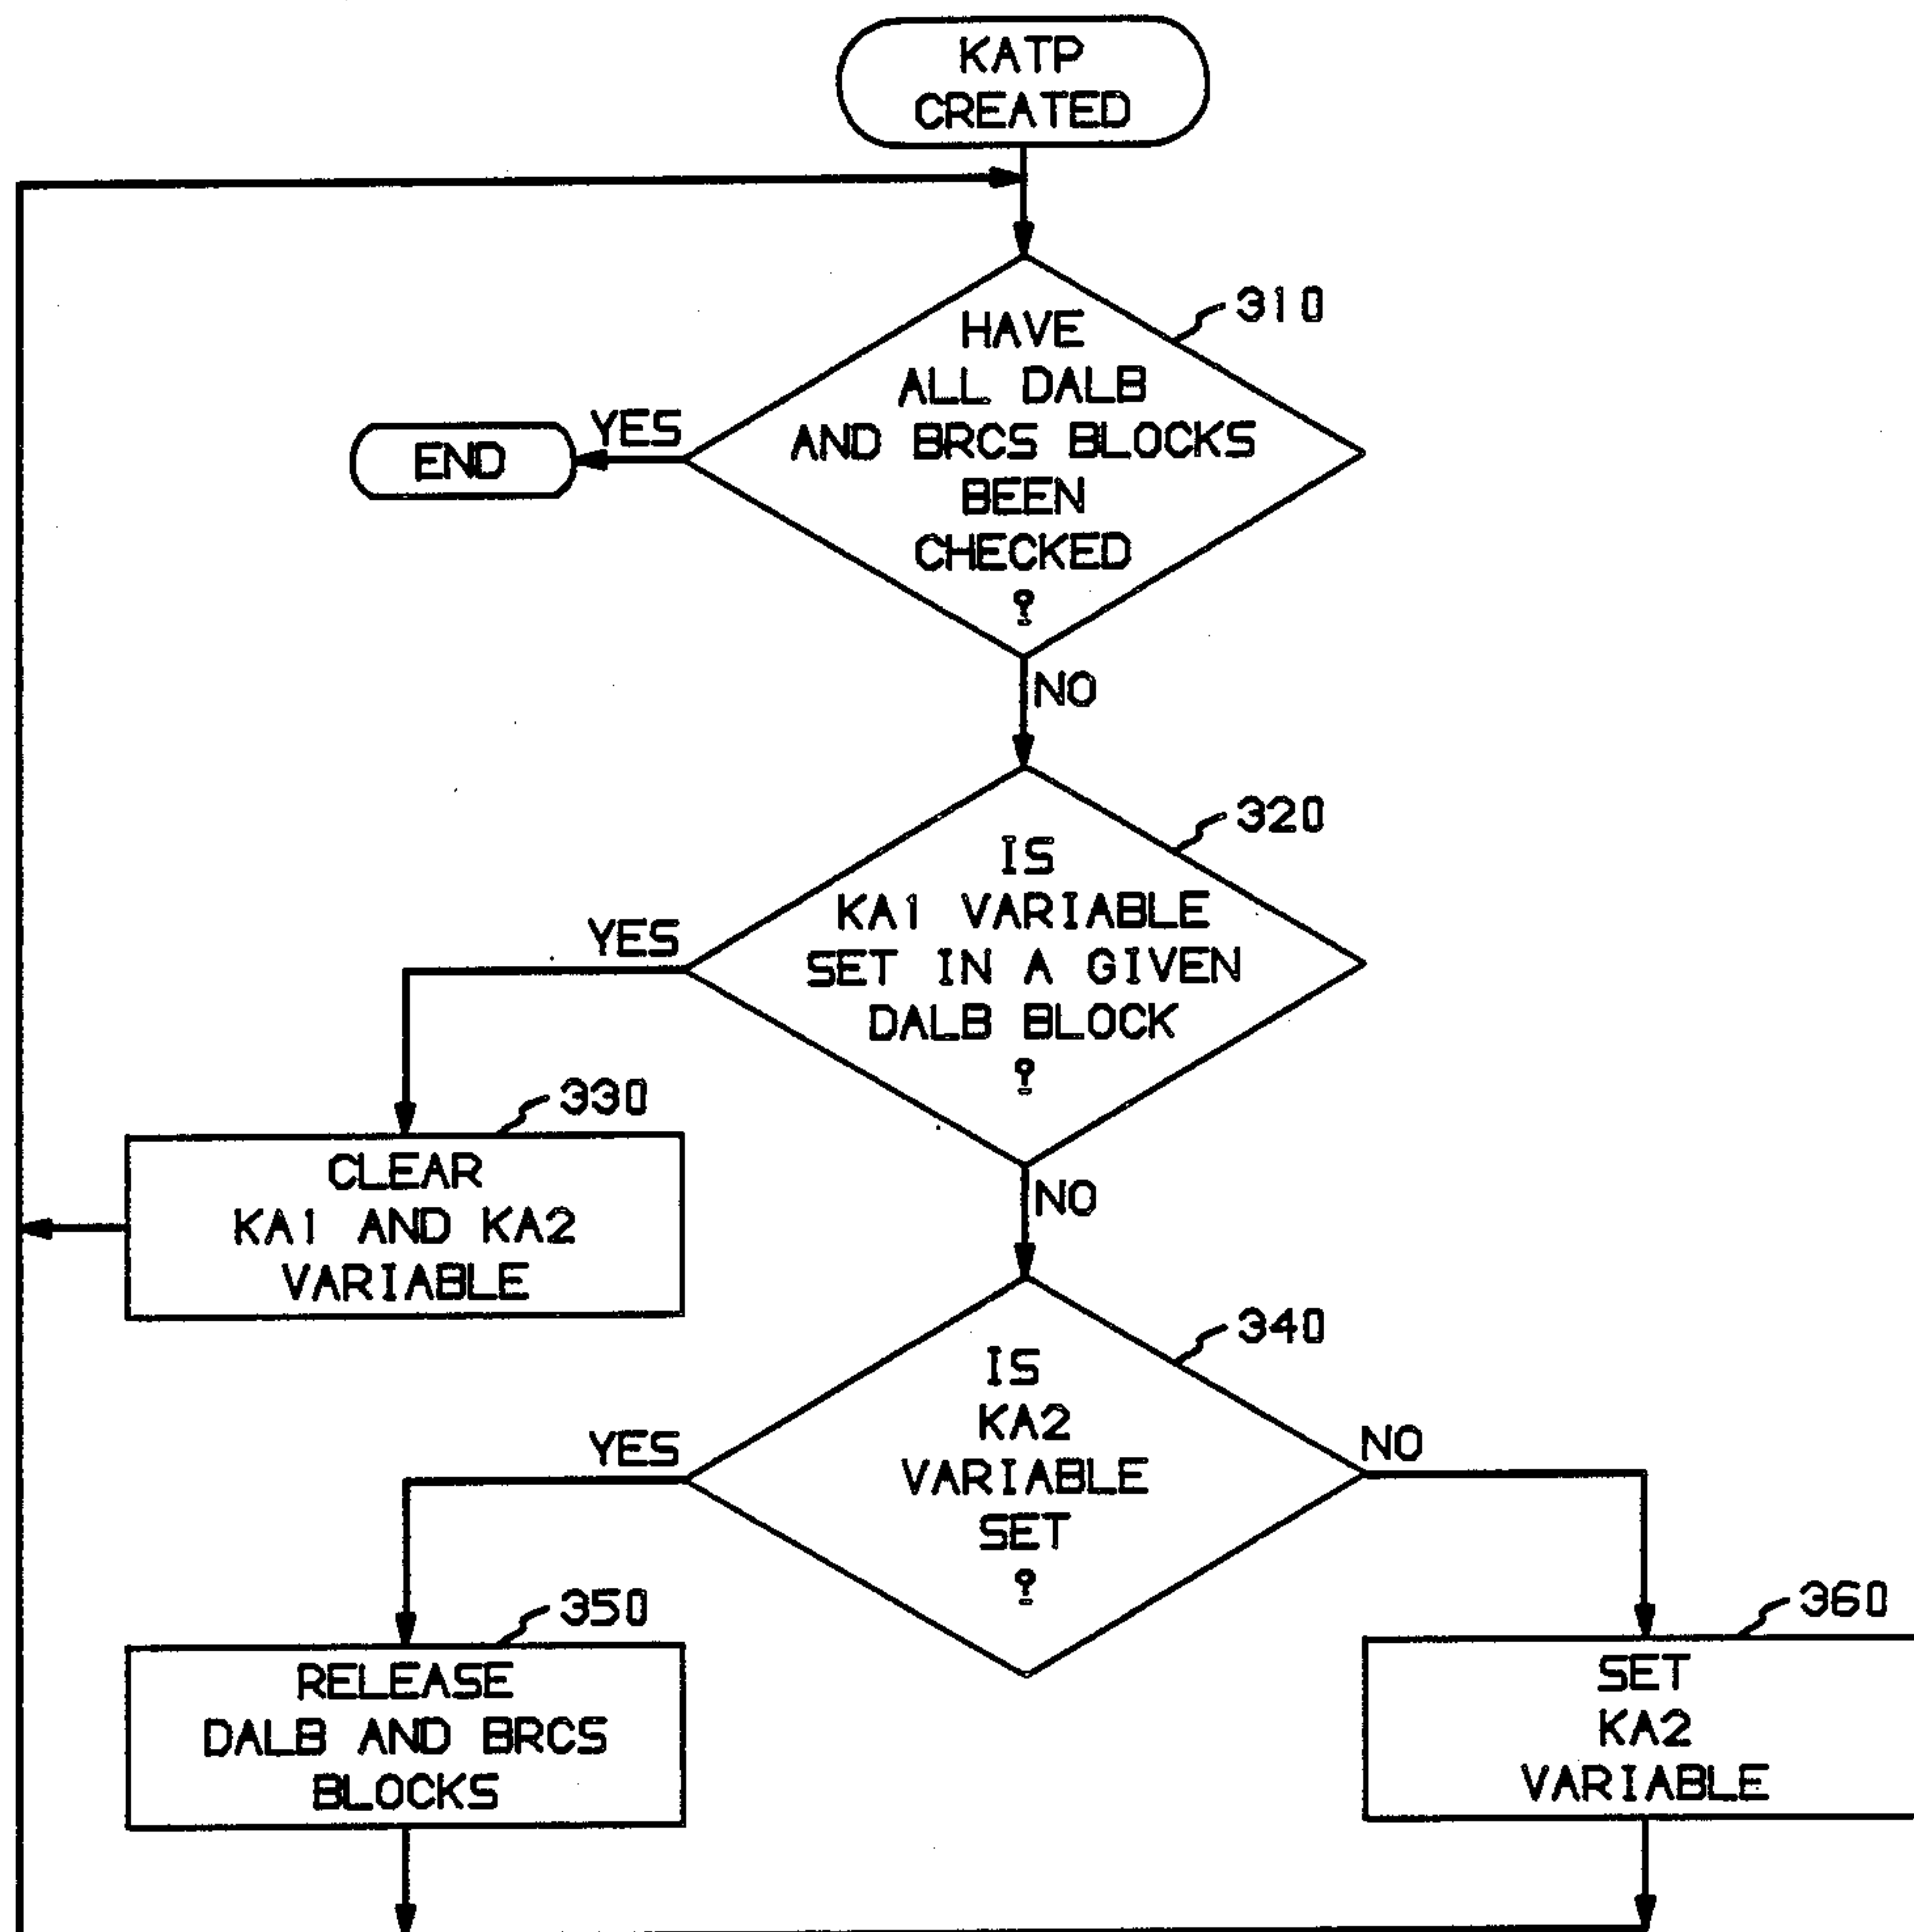 KATP
CREATED
310
HAVE
ALL DALB
AND BRCS BLOCKS
BEEN
CHECKED
?
YES
END
NO
320
IS
KA1 VARIABLE
SET IN A GIVEN
DALB BLOCK
?
YES
330
CLEAR
KA1 AND KA2
VARIABLE
NO
340
IS
KA2
VARIABLE
SET
?
YES
NO
350
RELEASE
DALB AND BRCS
BLOCKS
360
SET
KA2
VARIABLE